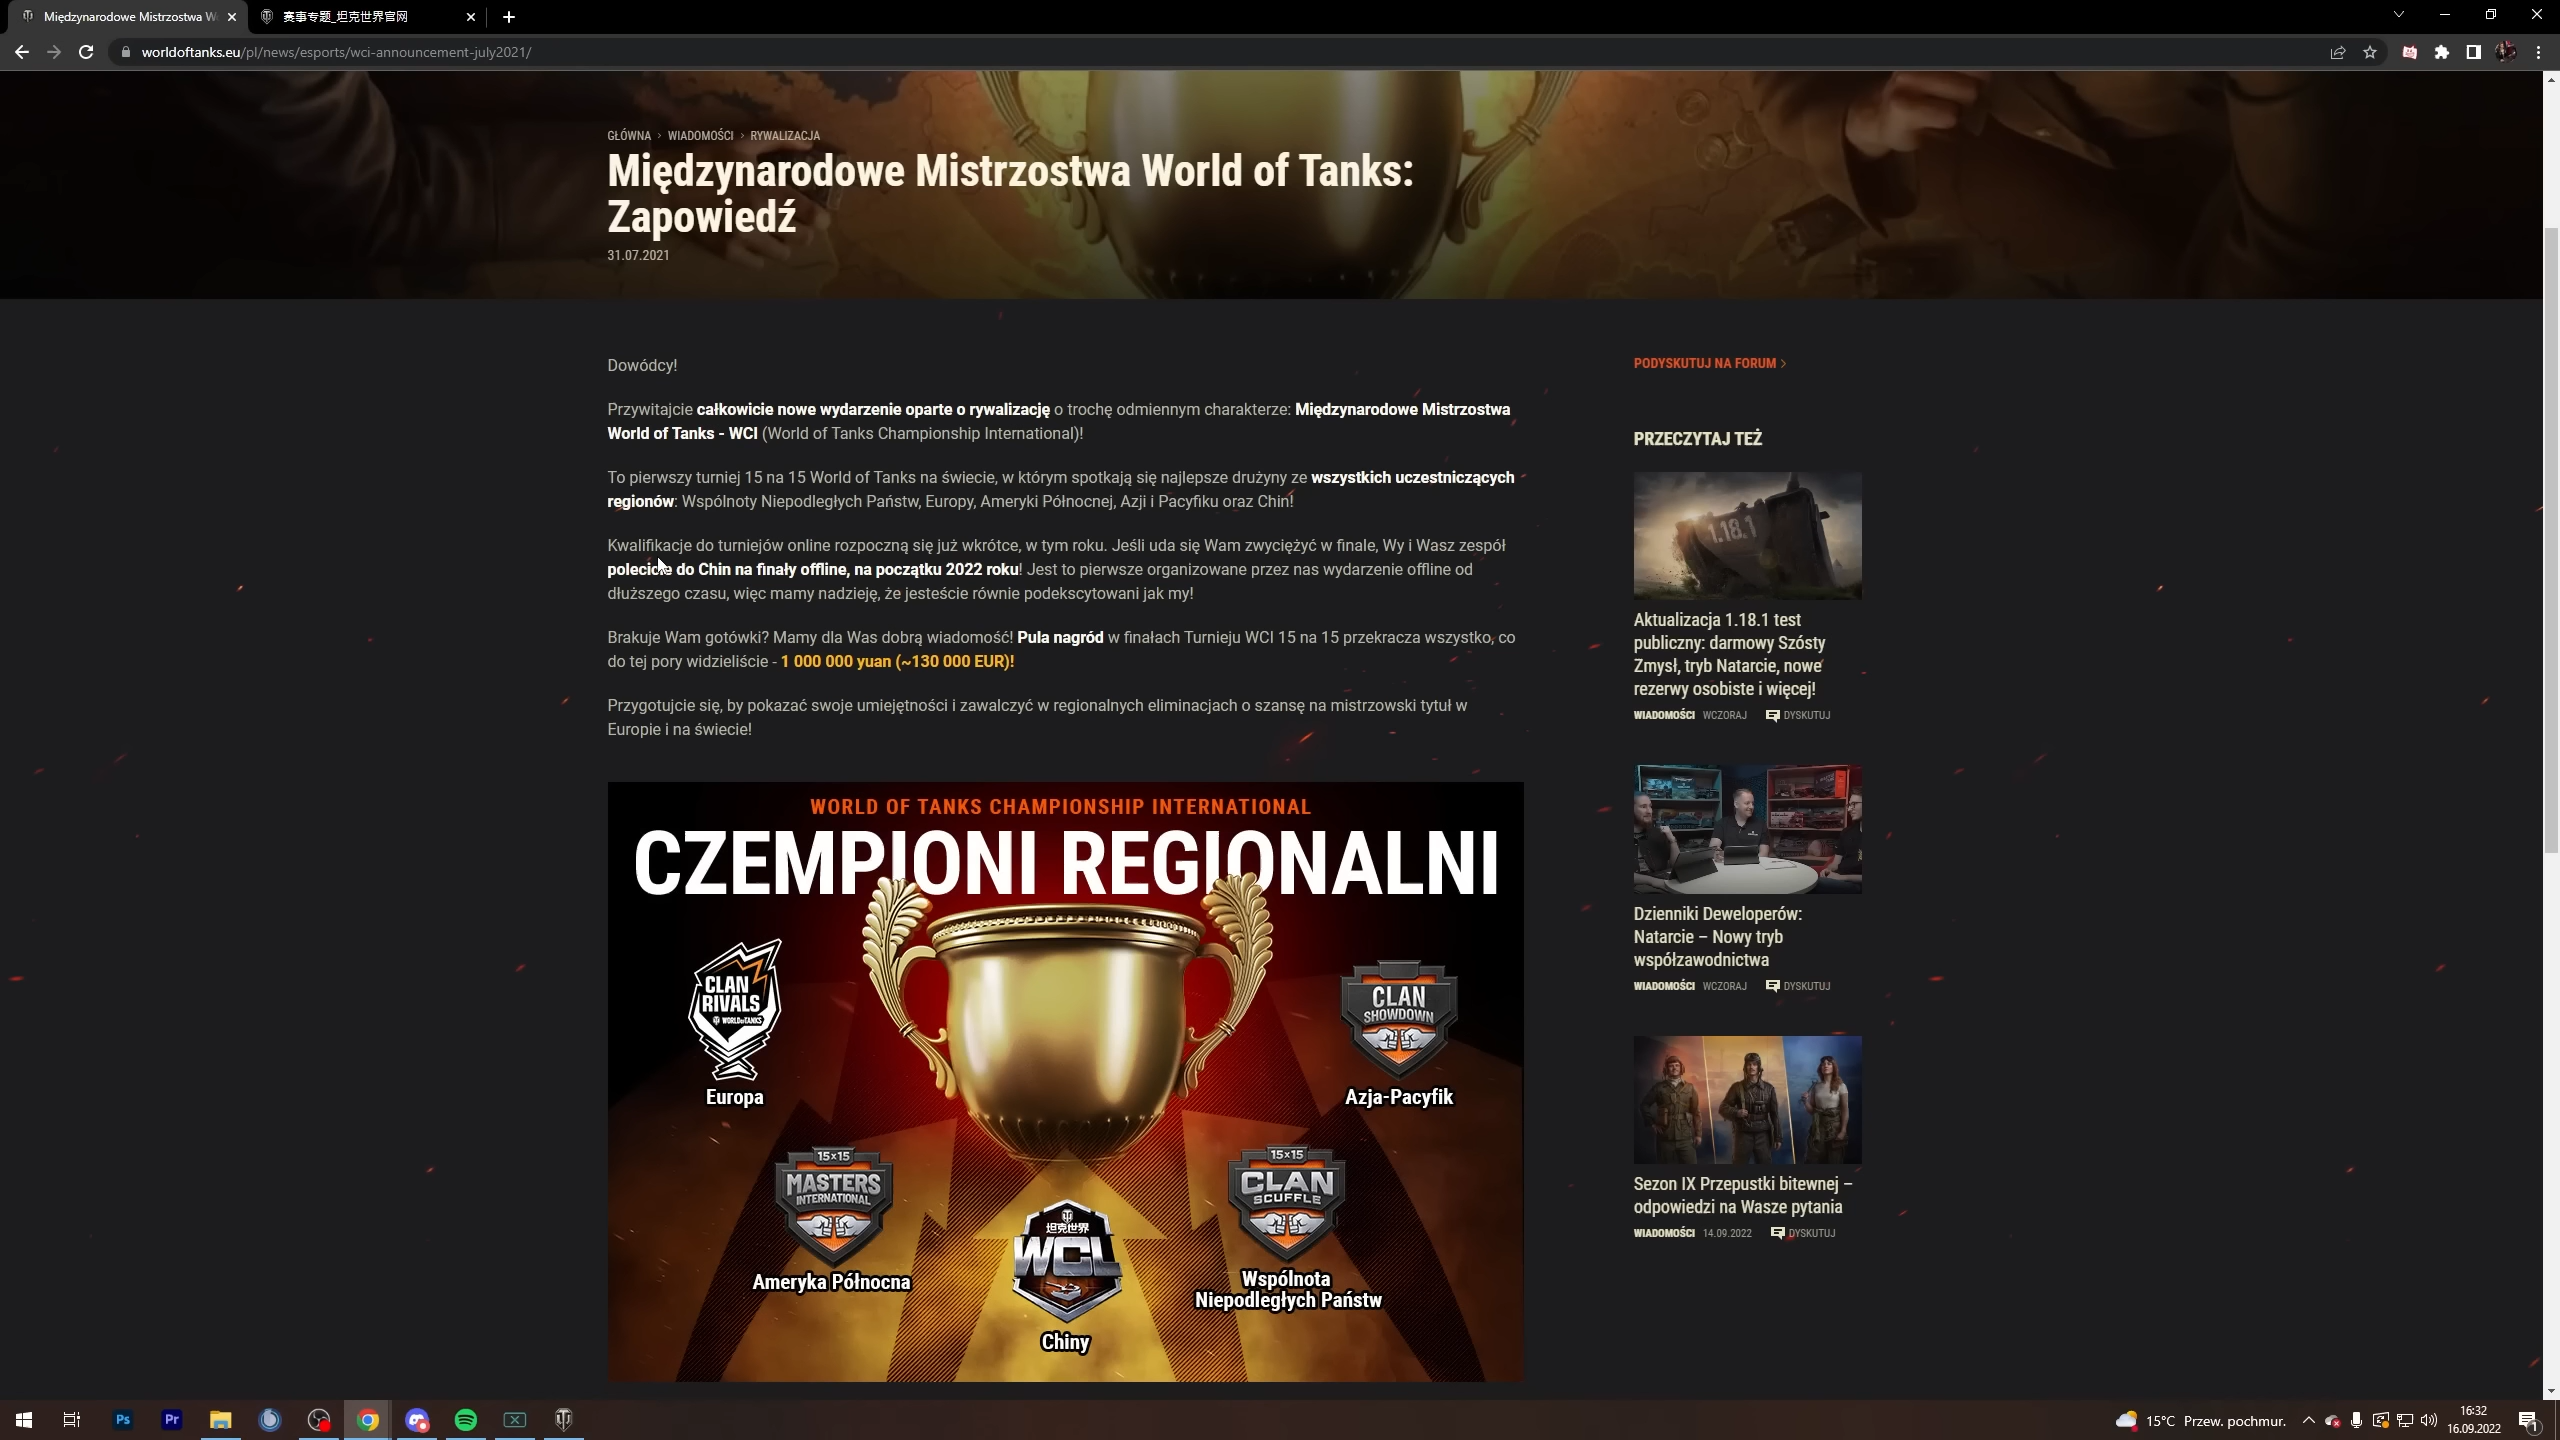 Międzynarodowe Mistrzostwa Wo
赛事专题_坦克世界官网
worldoftanks.eu/pl/news/esports/wci-announcement-july2021/
GŁÓWNA > WIADOMOŚCI > RYWALIZACJA
Międzynarodowe Mistrzostwa World of Tanks:
Zapowiedź
31.07.2021
Dowódcy!
Przywitajcie całkowicie nowe wydarzenie oparte o rywalizację o trochę odmiennym charakterze: Międzynarodowe Mistrzostwa
World of Tanks - WCI (World of Tanks Championship International)!
To pierwszy turniej 15 na 15 World of Tanks na świecie, w którym spotkają się najlepsze drużyny ze wszystkich uczestniczących
regionów: Wspólnoty Niepodległych Państw, Europy, Ameryki Północnej, Azji i Pacyfiku oraz Chin!
Kwalifikacje do turniejów online rozpoczną się już wkrótce, w tym roku. Jeśli uda się Wam zwyciężyć w finale, Wy i Wasz zespół
polecicie do Chin na finały offline, na początku 2022 roku! Jest to pierwsze organizowane przez nas wydarzenie offline od
dłuższego czasu, więc mamy nadzieję, że jesteście równie podekscytowani jak my!
Brakuje Wam gotówki? Mamy dla Was dobrą wiadomość! Pula nagród w finałach Turnieju WCI 15 na 15 przekracza wszystko, co
do tej pory widzieliście - 1 000 000 yuan (~130 000 EUR)!
Przygotujcie się, by pokazać swoje umiejętności i zawalczyć w regionalnych eliminacjach o szansę na mistrzowski tytuł w
Europie i na świecie!
WORLD OF TANKS CHAMPIONSHIP INTERNATIONAL
CZEMPIONI REGIONALNI
CLAN
RIVALS
WORLD OF TANKS
Europa
CLAN
SHOWDOWN
Azja-Pacyfik
15x15
MASTERS
INTERNATIONAL
Ameryka Północna
坦克世界
WCL
Chiny
15x15
CLAN
SCUFFLE
Wspólnota
Niepodległych Państw
PODYSKUTUJ NA FORUM >
PRZECZYTAJ TEŻ
1.18.1
Aktualizacja 1.18.1 test
publiczny: darmowy Szósty
Zmysł, tryb Natarcie, nowe
rezerwy osobiste i więcej!
WIADOMOŚCI WCZORAJ DYSKUTUJ
Dzienniki Deweloperów:
Natarcie – Nowy tryb
współzawodnictwa
WIADOMOŚCI WCZORAJ DYSKUTUJ
Sezon IX Przepustki bitewnej –
odpowiedzi na Wasze pytania
WIADOMOŚCI 14.09.2022 DYSKUTUJ
Ps
Pr
15°C Przew. pochmur.
16:32
16.09.2022
1